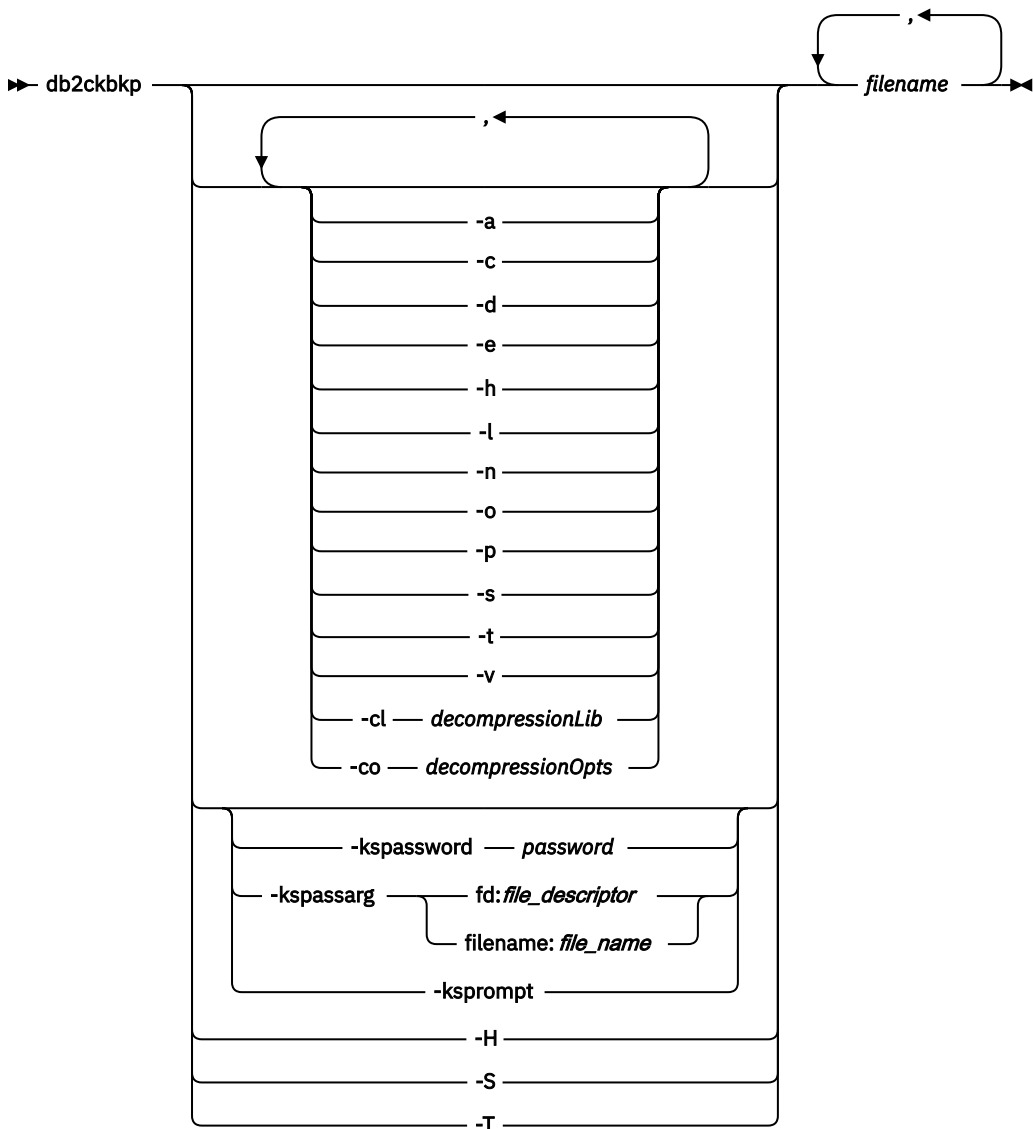 ,
db2ckbkp filename
,
-a
-c
-d
-e
-h
-l
-n
-o
-p
-s
-t
-v
-cl decompressionLib
-co decompressionOpts
-kspassword password
-kspassarg fd:file_descriptor
filename: file_name
-ksprompt
-H
-S
-T